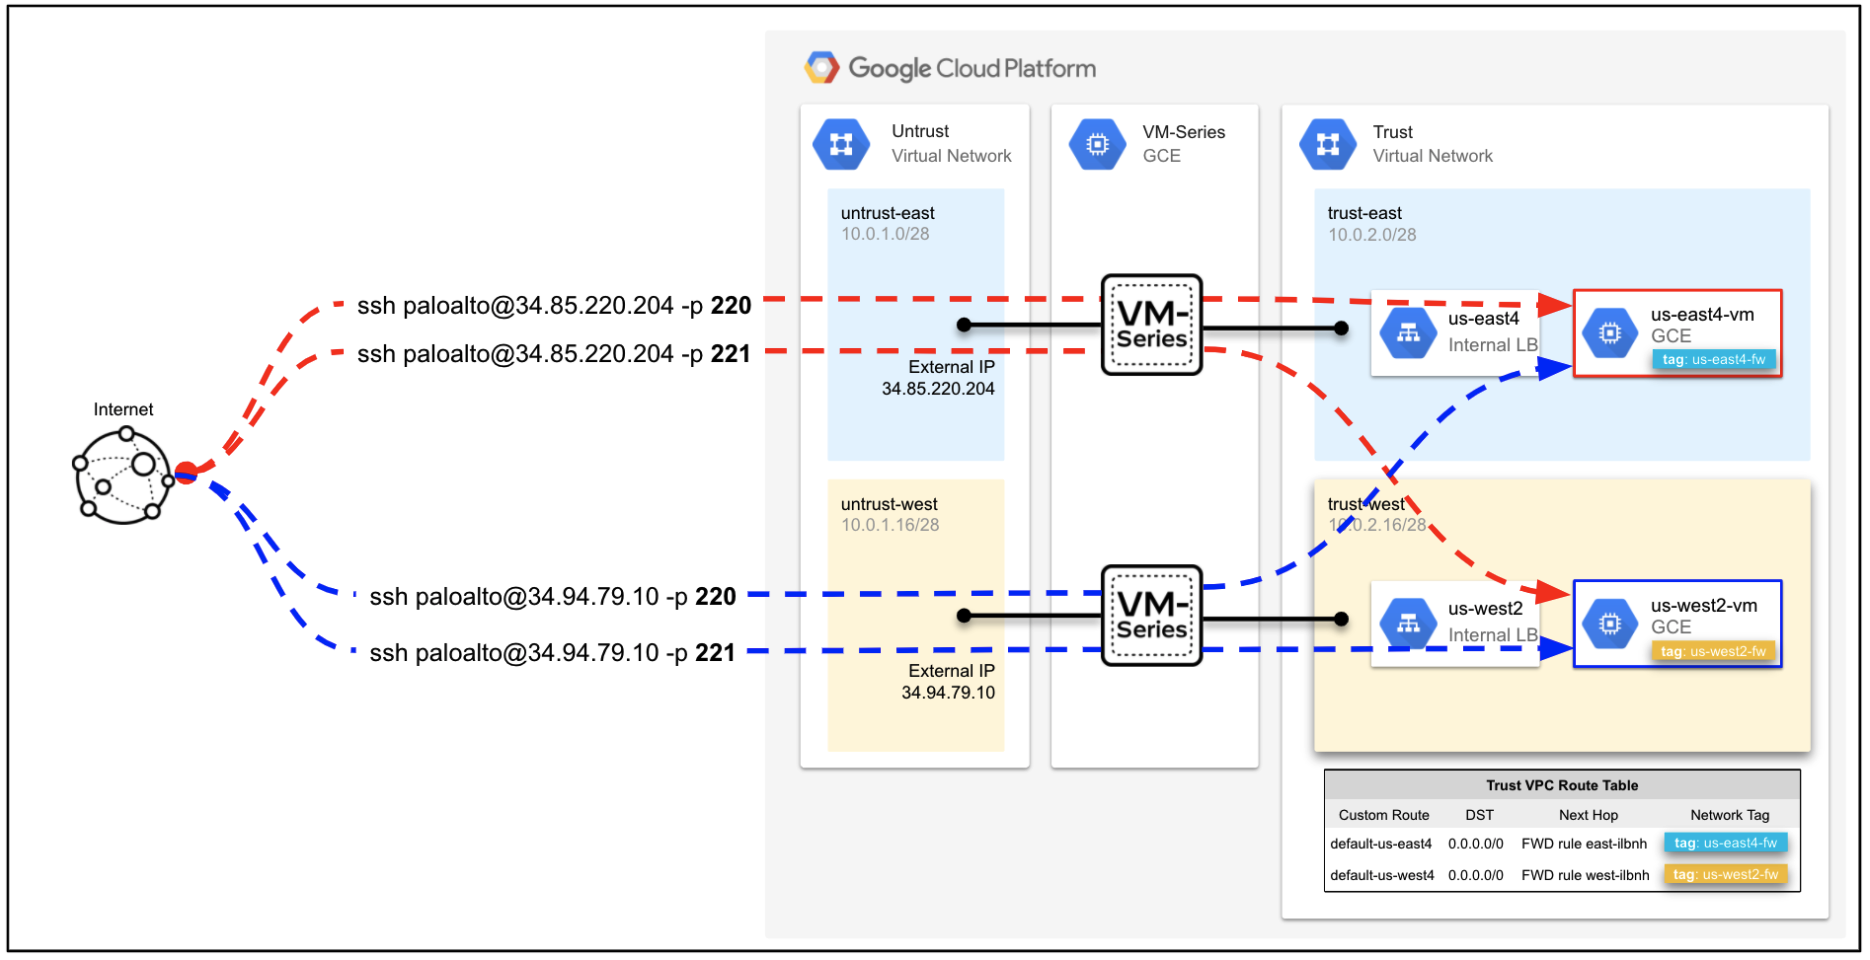 Google Cloud Platform
Untrust
Virtual Network
VM-Series
GCE
Trust
Virtual Network
untrust-east
10.0.1.0/28
trust-east
10.0.2.0/28
ssh paloalto@34.85.220.204 -p 220
ssh paloalto@34.85.220.204 -p 221
VM-
Series
us-east4
Internal LB
us-east4-vm
GCE
tag: us-east4-fw
External IP
34.85.220.204
Internet
untrust-west
10.0.1.16/28
trust-west
10.0.2.16/28
ssh paloalto@34.94.79.10 -p 220
ssh paloalto@34.94.79.10 -p 221
VM-
Series
us-west2
Internal LB
us-west2-vm
GCE
tag: us-west2-fw
External IP
34.94.79.10
Trust VPC Route Table
Custom Route DST Next Hop Network Tag
default-us-east4 0.0.0.0/0 FWD rule east-ilbnh tag: us-east4-fw
default-us-west4 0.0.0.0/0 FWD rule west-ilbnh tag: us-west2-fw